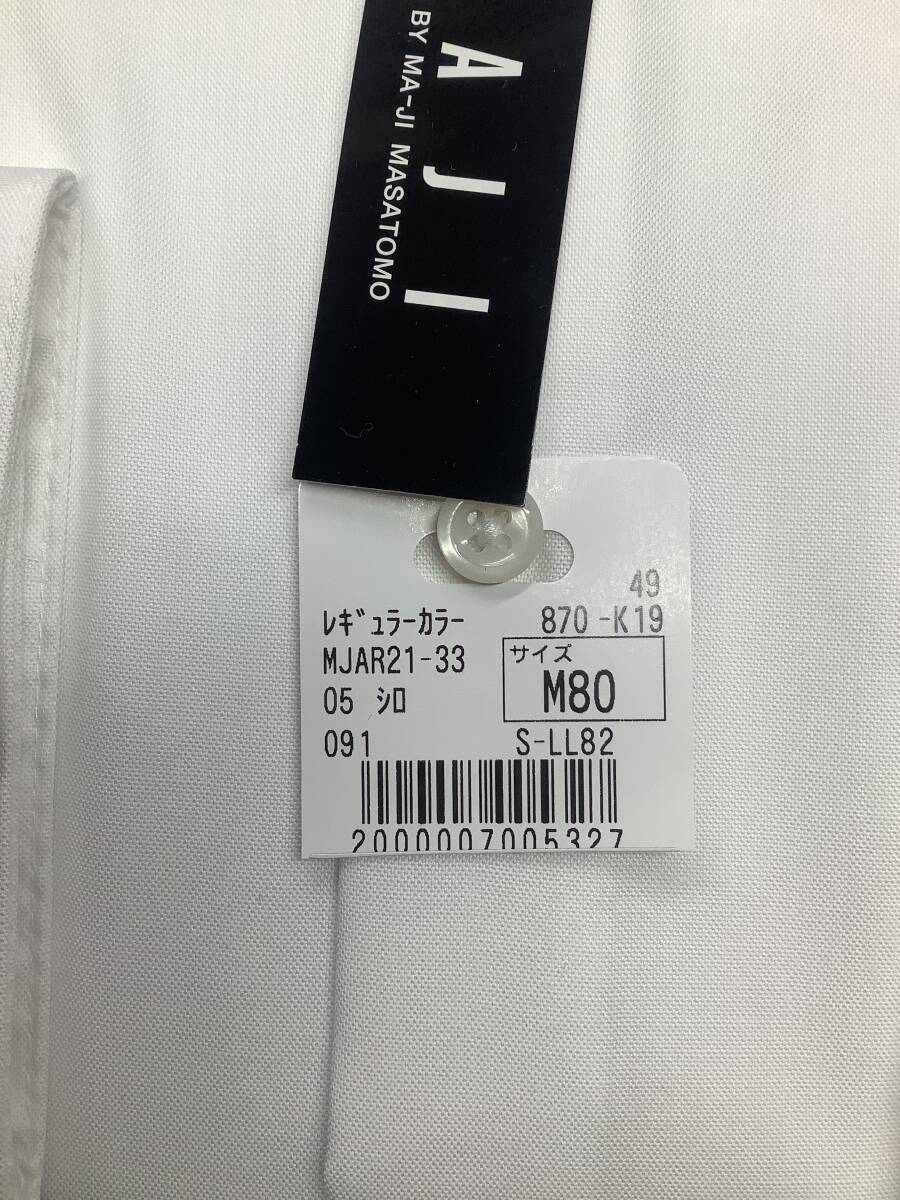 AJI
BY MA-JI MASATOMO
49
ﾚｷﾞｭﾗｰｶﾗｰ 870-K19
MJAR21-33 サイズ
05 ｼﾛ M80
091 S-LL82
2000007005327